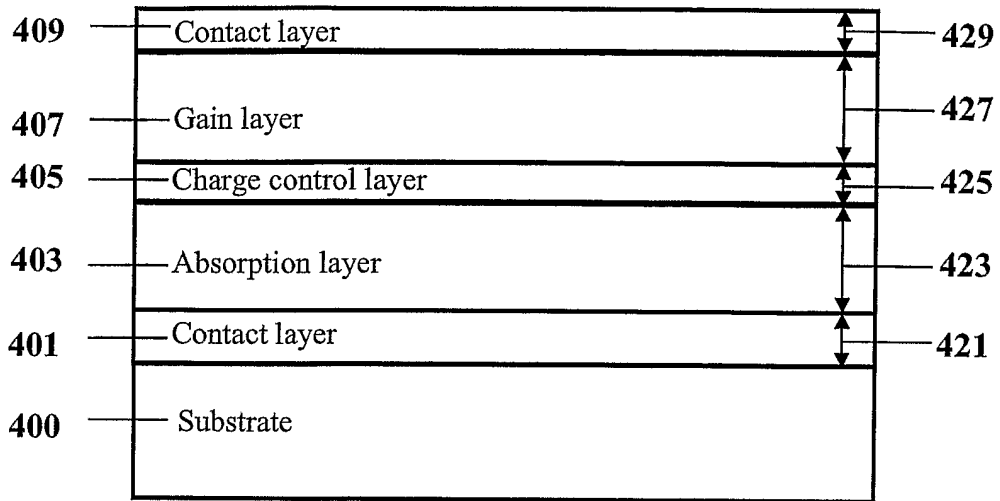 409 Contact layer 429
407 Gain layer 427
405 Charge control layer 425
403 Absorption layer 423
401 Contact layer 421
400 Substrate